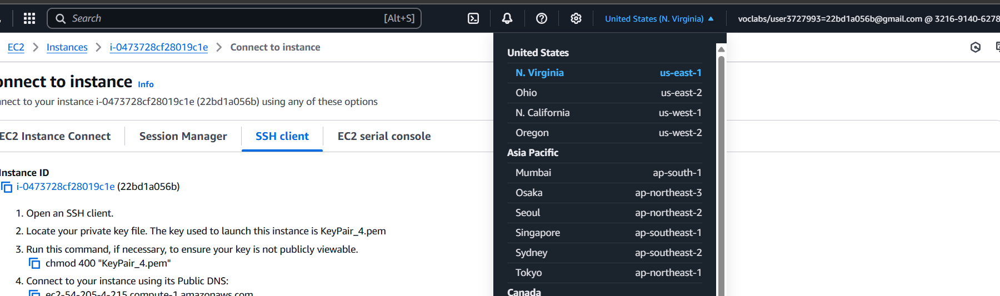 Search [Alt+S] United States (N. Virginia) voclabs/user3727993=22bd1a056b@gmail.com @ 3216-9140-6278
EC2 Instances i-0473728cf28019c1e Connect to instance
onnect to instance Info
nnect to your instance i-0473728cf28019c1e (22bd1a056b) using any of these options
EC2 Instance Connect Session Manager SSH client EC2 serial console
Instance ID
i-0473728cf28019c1e (22bd1a056b)
1. Open an SSH client.
2. Locate your private key file. The key used to launch this instance is KeyPair_4.pem
3. Run this command, if necessary, to ensure your key is not publicly viewable.
chmod 400 "KeyPair_4.pem"
4. Connect to your instance using its Public DNS:
ec2-54-205-4-215.compute-1.amazonaws.com
United States
N. Virginia us-east-1
Ohio us-east-2
N. California us-west-1
Oregon us-west-2
Asia Pacific
Mumbai ap-south-1
Osaka ap-northeast-3
Seoul ap-northeast-2
Singapore ap-southeast-1
Sydney ap-southeast-2
Tokyo ap-northeast-1
Canada